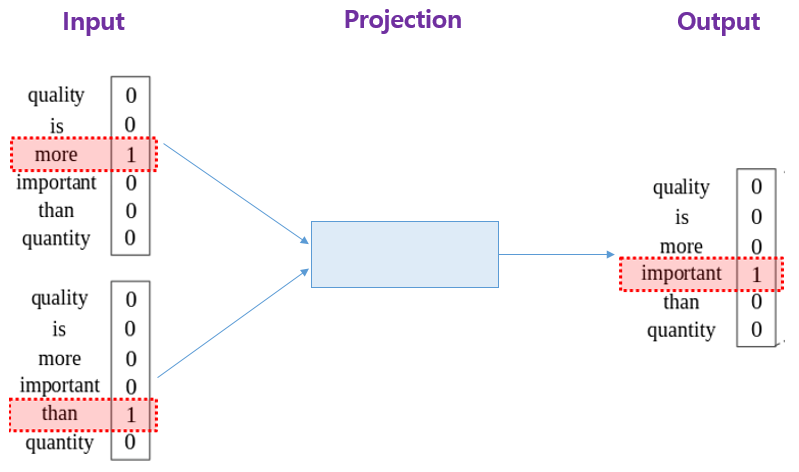 Input
Projection
Output
quality 0
is 0
more 1
important 0
than 0
quantity 0
quality 0
is 0
more 0
important 0
than 1
quantity 0
quality 0
is 0
more 0
important 1
than 0
quantity 0